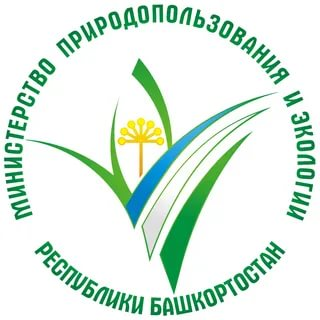 МИНИСТЕРСТВО ПРИРОДОПОЛЬЗОВАНИЯ И ЭКОЛОГИИ
РЕСПУБЛИКИ БАШКОРТОСТАН